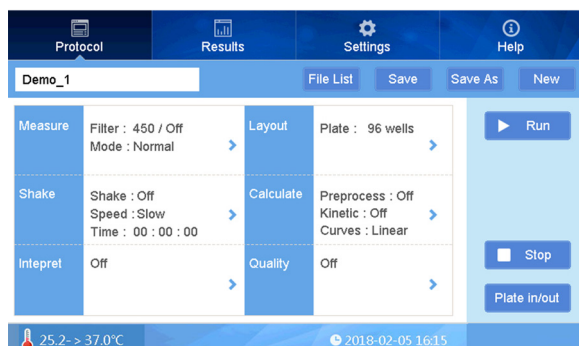 Protocol
Results
Settings
Help
Demo_1
File List
Save
Save As
New
Measure
Filter : 450 / Off
Mode : Normal
Layout
Plate : 96 wells
Run
Shake
Shake : Off
Speed : Slow
Time : 00 : 00 : 00
Calculate
Preprocess : Off
Kinetic : Off
Curves : Linear
Intepret
Off
Quality
Off
Stop
Plate in/out
25.2- > 37.0°C
2018-02-05 16:15